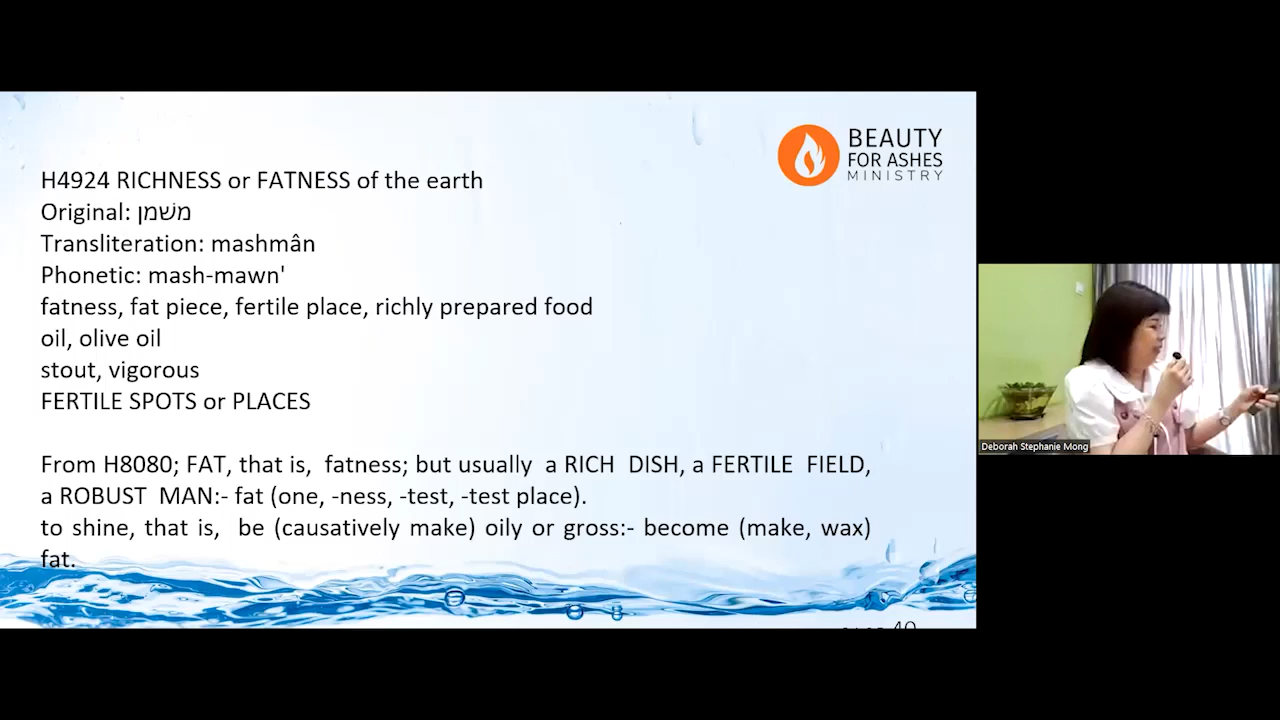 BEAUTY
FOR ASHES
MINISTRY
H4924 RICHNESS or FATNESS of the earth
Original: משׁמן
Transliteration: mashmân
Phonetic: mash-mawn'
fatness, fat piece, fertile place, richly prepared food
oil, olive oil
stout, vigorous
FERTILE SPOTS or PLACES
From H8080; FAT, that is, fatness; but usually a RICH DISH, a FERTILE FIELD,
a ROBUST MAN:- fat (one, -ness, -test, -test place).
to shine, that is, be (causatively make) oily or gross:- become (make, wax)
fat.
Deborah Stephanie Mong
40